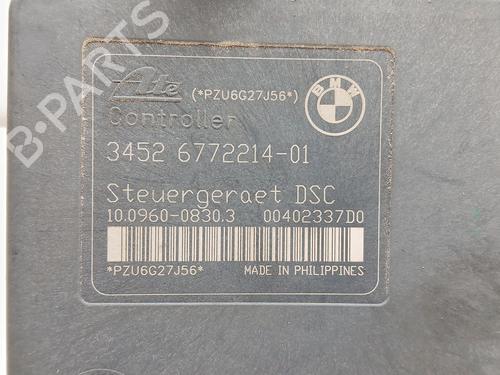 Ate (*PZU6G27J56*)
BMW
Controller
3452 6772214-01
Steuergeraet DSC
10.0960-0830.3 00402337D0
*PZU6G27J56* MADE IN PHILIPPINES
B-PARTS